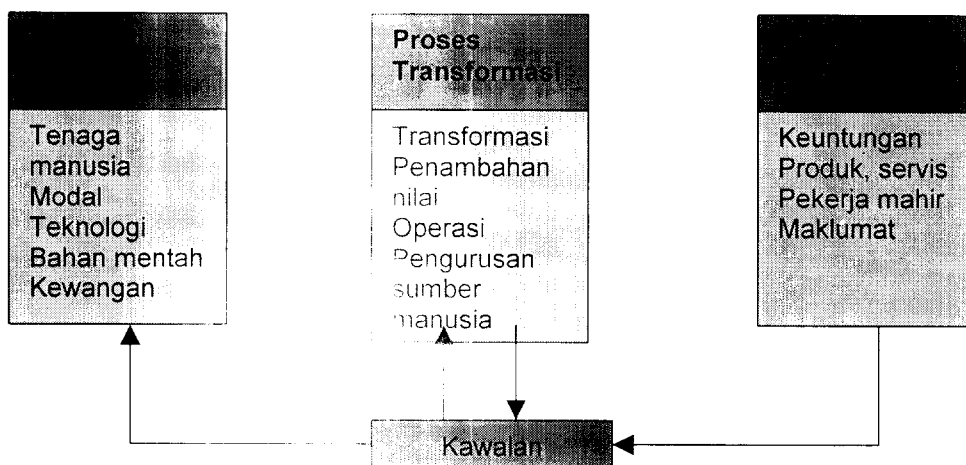 Proses
Transformasi
Tenaga
manusia
Modal
Teknologi
Bahan mentah
Kewangan
Transformasi
Penambahan
nilai
Operasi
Pengurusan
sumber
manusia
Keuntungan
Produk, servis
Pekerja mahir
Maklumat
Kawalan